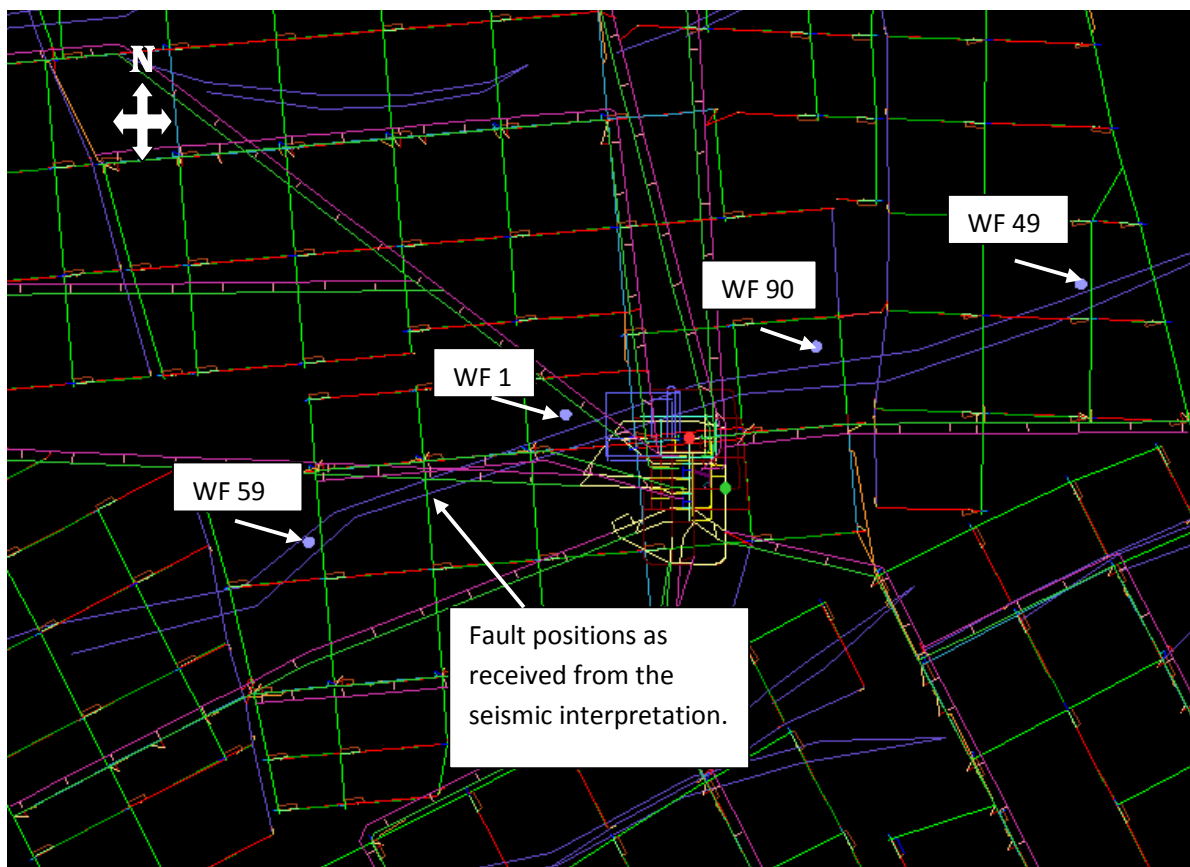 N
WF 49
WF 90
WF 1
WF 59
Fault positions as
received from the
seismic interpretation.